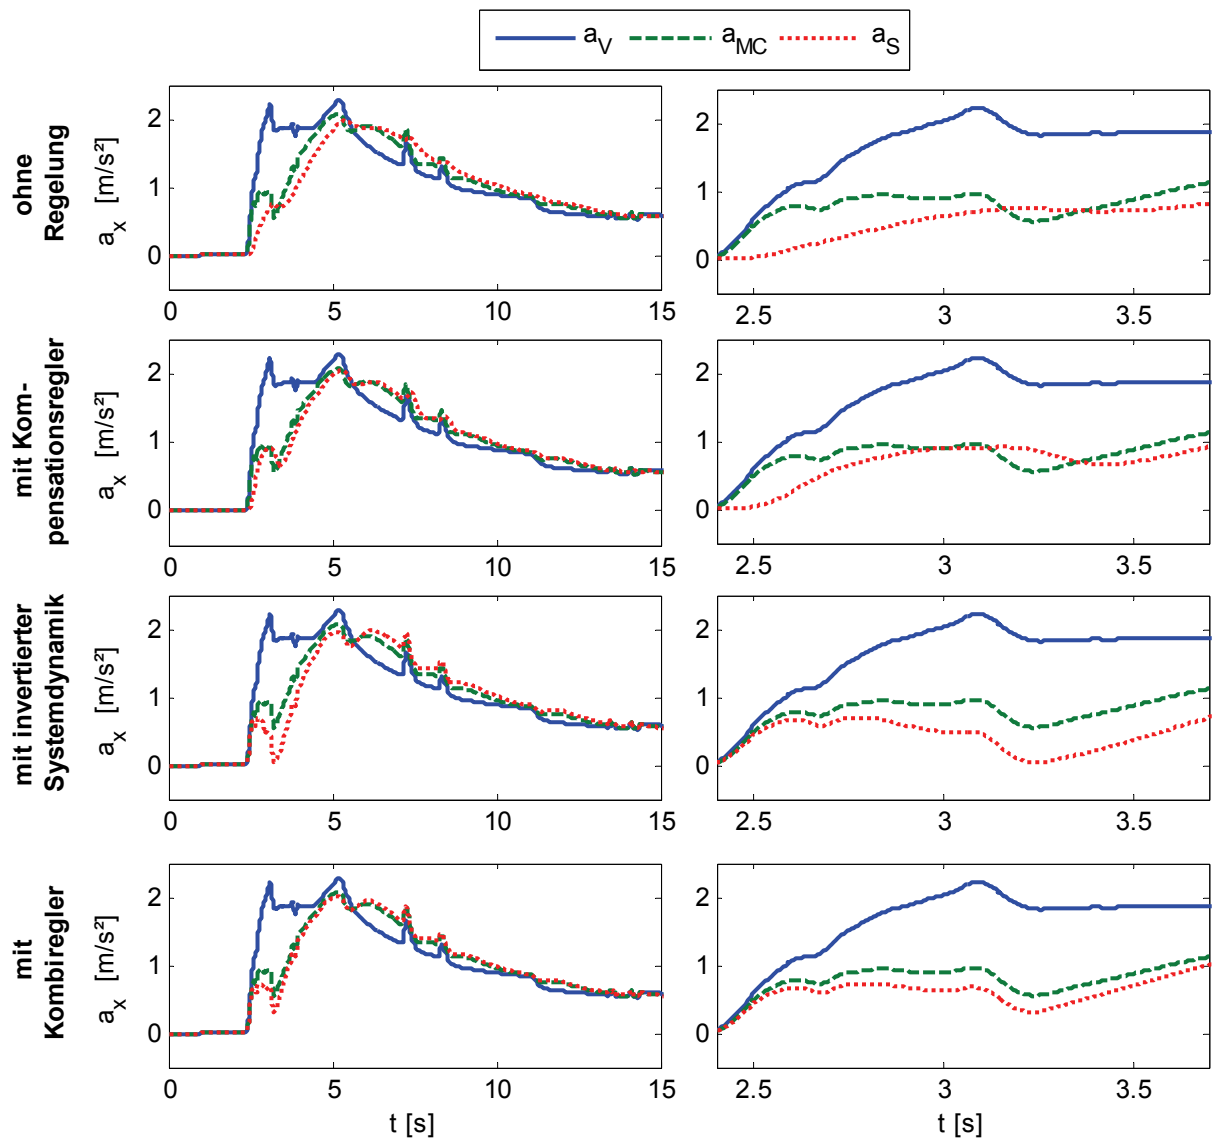 a_V a_MC a_S
ohne
Regelung
a_x [m/s²]
2
1
0
0 5 10 15
2
1
0
2.5 3 3.5
mit Kom-
pensationsregler
a_x [m/s²]
2
1
0
0 5 10 15
2
1
0
2.5 3 3.5
mit invertierter
Systemdynamik
a_x [m/s²]
2
1
0
0 5 10 15
2
1
0
2.5 3 3.5
mit
Kombiregler
a_x [m/s²]
2
1
0
0 5 10 15
t [s]
2
1
0
2.5 3 3.5
t [s]